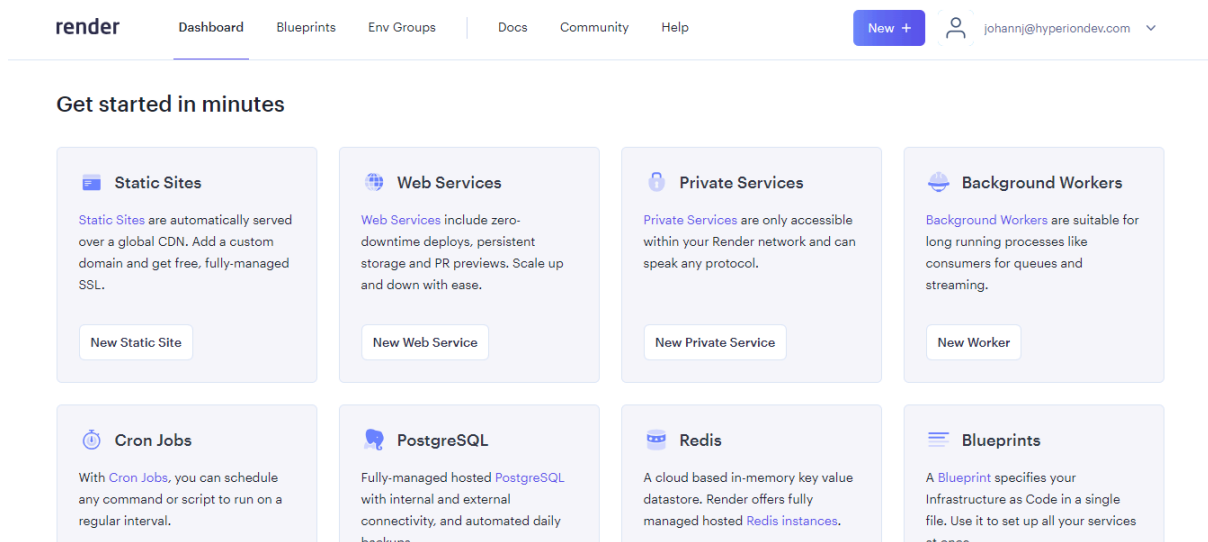 render
Dashboard
Blueprints
Env Groups
Docs
Community
Help
New +
johannj@hyperiondev.com
Get started in minutes
Static Sites
Static Sites are automatically served
over a global CDN. Add a custom
domain and get free, fully-managed
SSL.
New Static Site
Web Services
Web Services include zero-
downtime deploys, persistent
storage and PR previews. Scale up
and down with ease.
New Web Service
Private Services
Private Services are only accessible
within your Render network and can
speak any protocol.
New Private Service
Background Workers
Background Workers are suitable for
long running processes like
consumers for queues and
streaming.
New Worker
Cron Jobs
With Cron Jobs, you can schedule
any command or script to run on a
regular interval.
PostgreSQL
Fully-managed hosted PostgreSQL
with internal and external
connectivity, and automated daily
backups.
Redis
A cloud based in-memory key value
datastore. Render offers fully
managed hosted Redis instances.
Blueprints
A Blueprint specifies your
Infrastructure as Code in a single
file. Use it to set up all your services
at once.